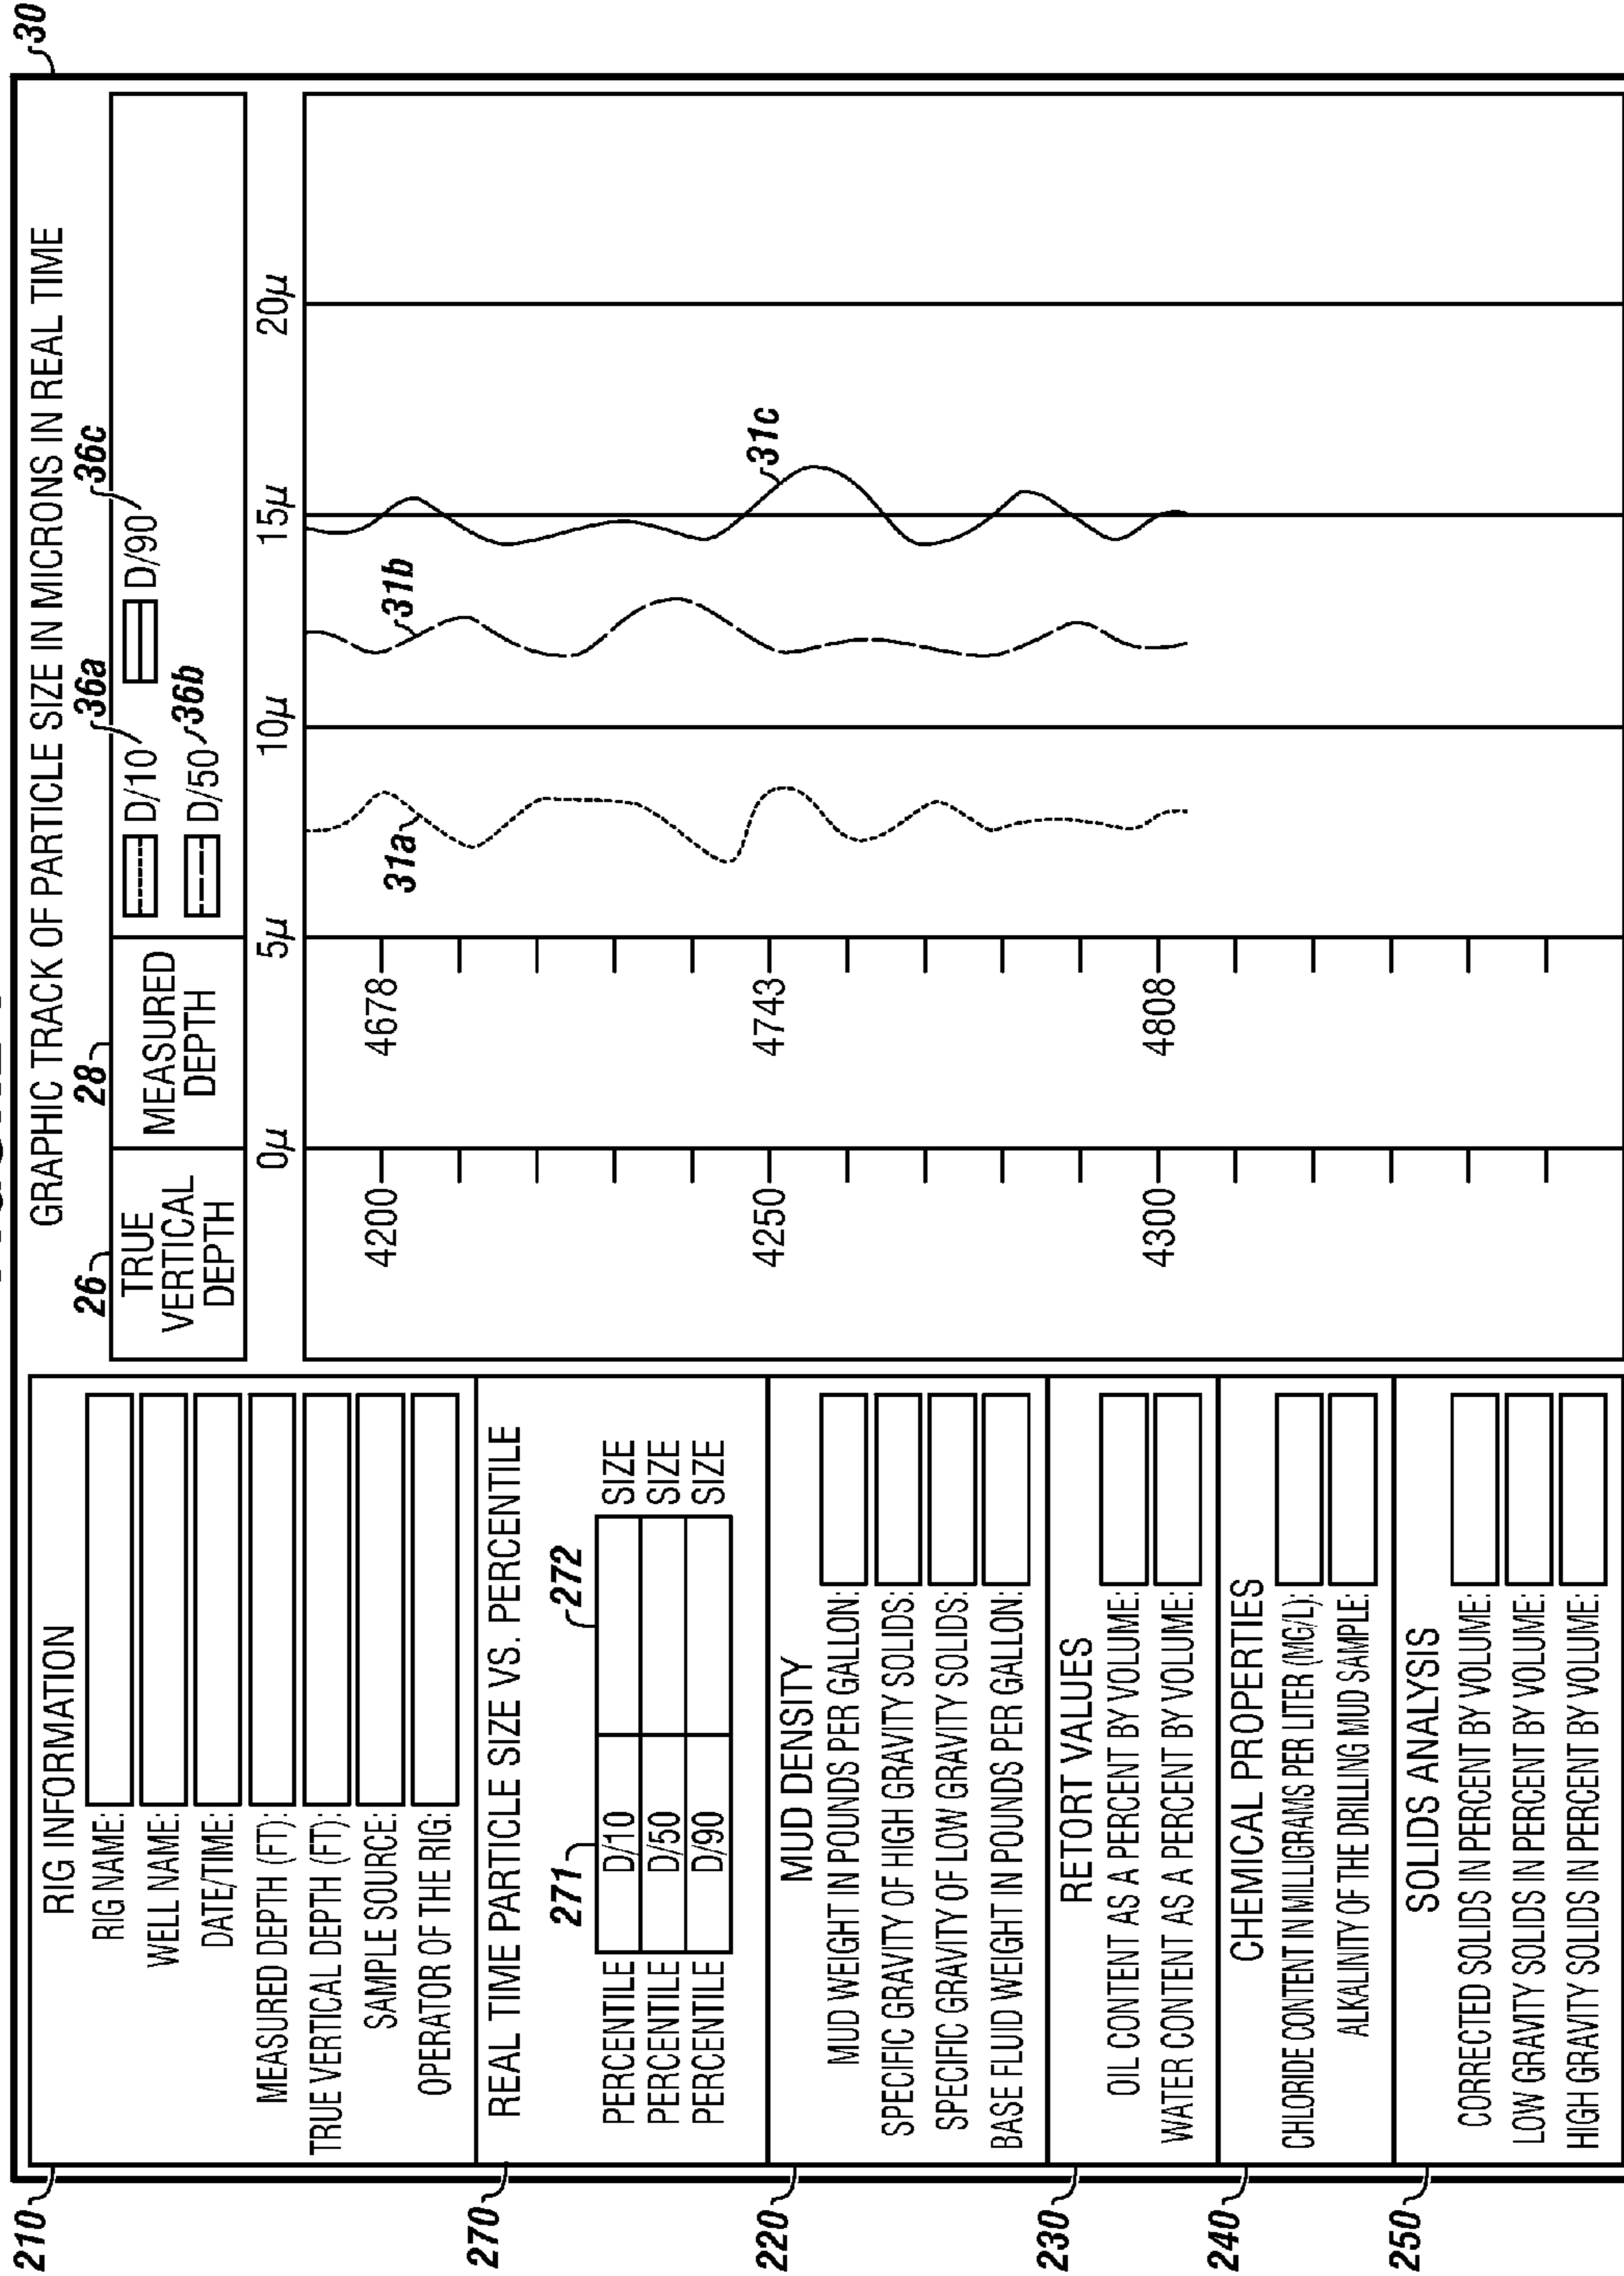 30
210
RIG INFORMATION
RIG NAME:
WELL NAME:
DATE/TIME:
MEASURED DEPTH (FT):
TRUE VERTICAL DEPTH (FT):
SAMPLE SOURCE:
OPERATOR OF THE RIG:
270
REAL TIME PARTICLE SIZE VS. PERCENTILE
271
272
PERCENTILE D/10 SIZE
PERCENTILE D/50 SIZE
PERCENTILE D/90 SIZE
220
MUD DENSITY
MUD WEIGHT IN POUNDS PER GALLON:
SPECIFIC GRAVITY OF HIGH GRAVITY SOLIDS:
SPECIFIC GRAVITY OF LOW GRAVITY SOLIDS:
BASE FLUID WEIGHT IN POUNDS PER GALLON:
230
RETORT VALUES
OIL CONTENT AS A PERCENT BY VOLUME:
WATER CONTENT AS A PERCENT BY VOLUME:
240
CHEMICAL PROPERTIES
CHLORIDE CONTENT IN MILLIGRAMS PER LITER (MG/L):
ALKALINITY OF THE DRILLING MUD SAMPLE:
250
SOLIDS ANALYSIS
CORRECTED SOLIDS IN PERCENT BY VOLUME:
LOW GRAVITY SOLIDS IN PERCENT BY VOLUME:
HIGH GRAVITY SOLIDS IN PERCENT BY VOLUME:
GRAPHIC TRACK OF PARTICLE SIZE IN MICRONS IN REAL TIME
26
28
36a
36c
TRUE
VERTICAL
DEPTH
MEASURED
DEPTH
D/10
D/90
D/50
36b
0μ 5μ 10μ 15μ 20μ
4200 4678
31a
31b
4250 4743
31c
4300 4808